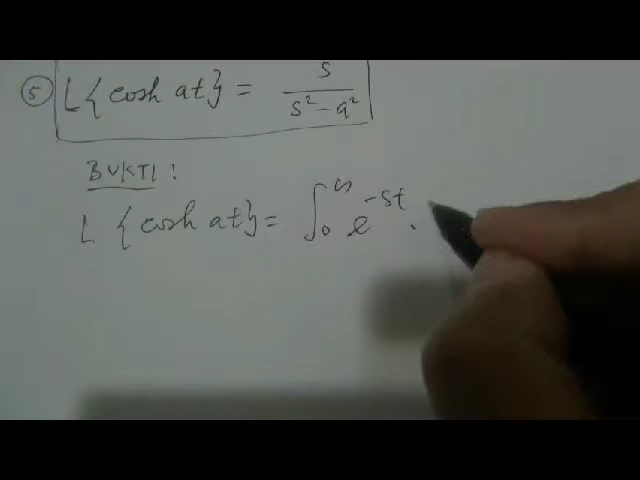 ⑤ L{cosh at} = s / (s² - a²)
BUKTI :
L {cosh at} = ∫₀^∞ e^-st .